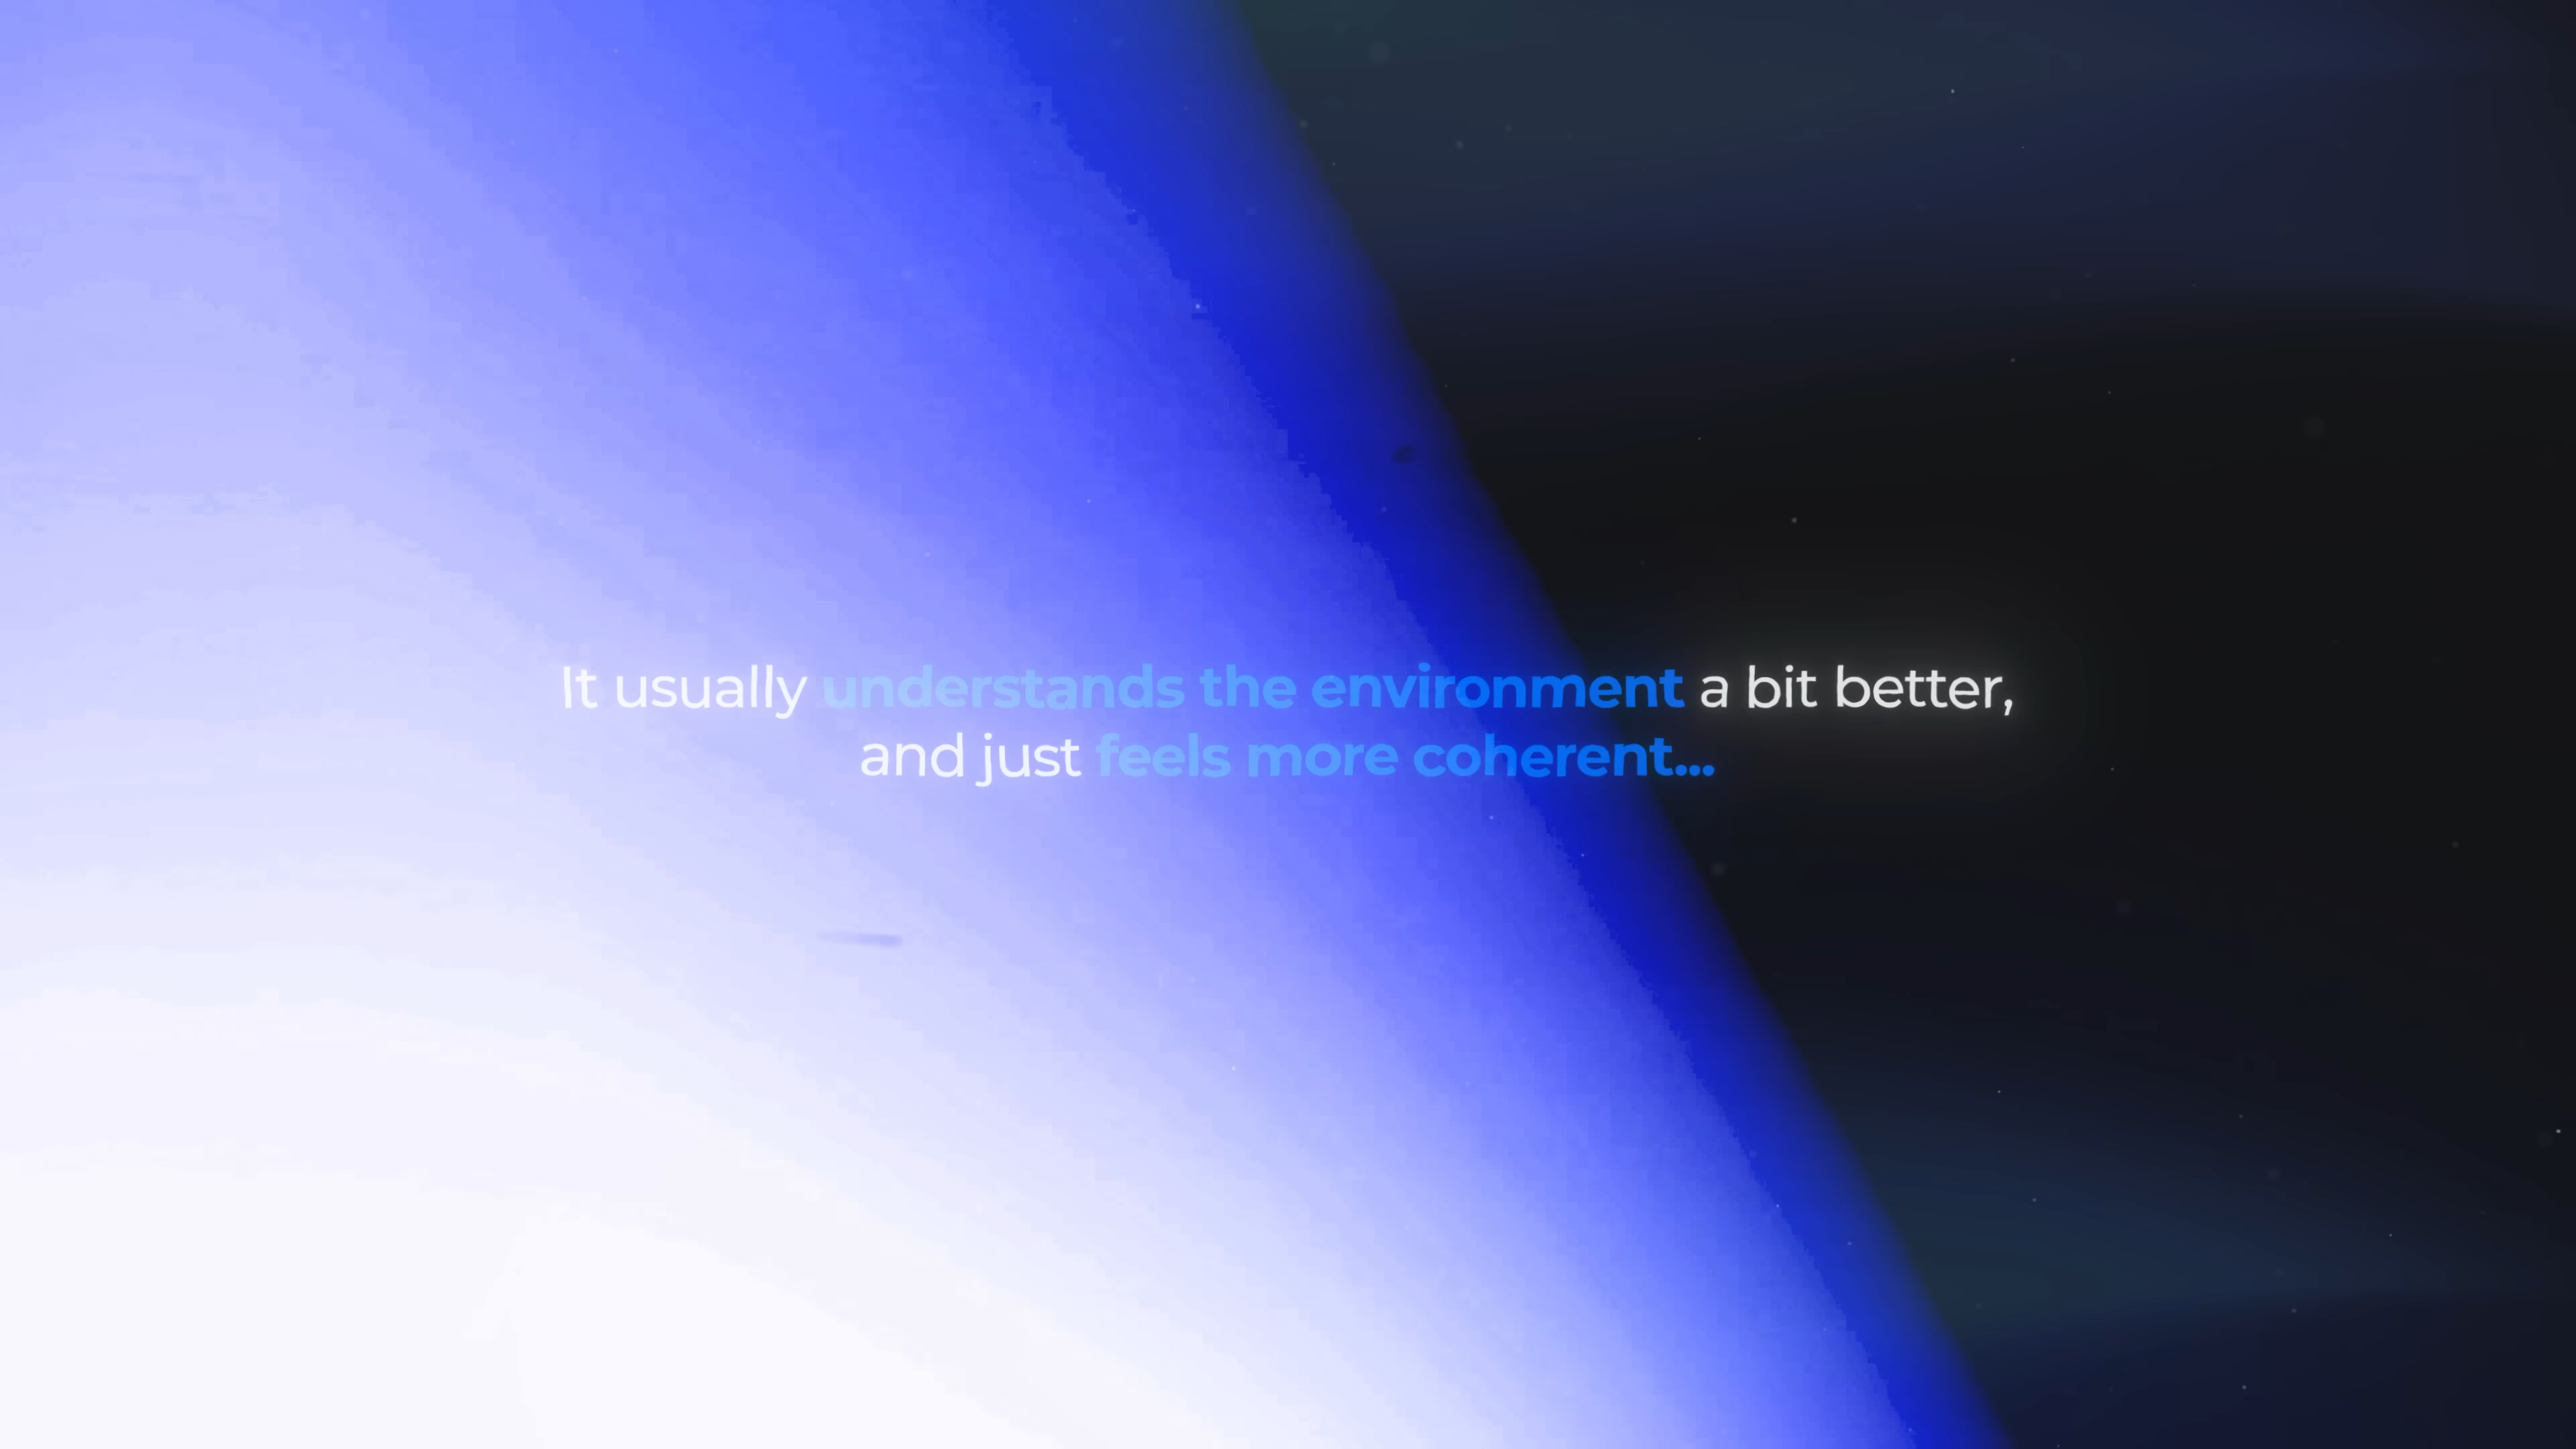 It usually understands the environment a bit better,
and just feels more coherent...